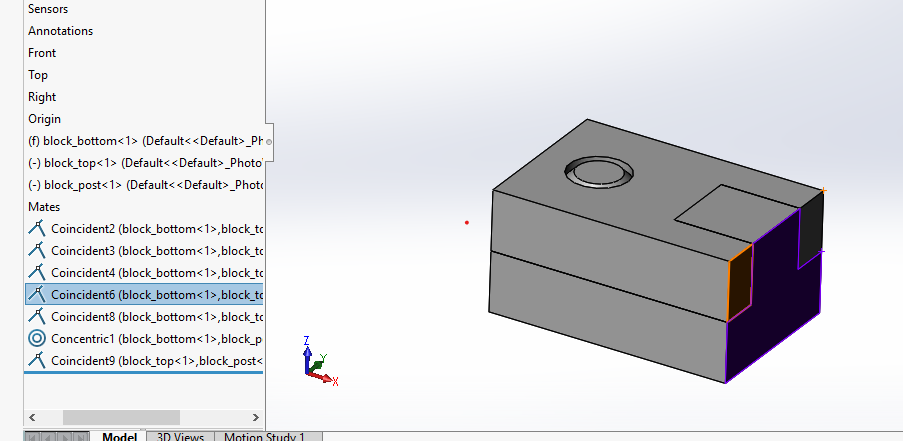 Sensors
Annotations
Front
Top
Right
Origin
(f) block_bottom<1> (Default<<Default>_Ph
(-) block_top<1> (Default<<Default>_Photo
(-) block_post<1> (Default<<Default>_Phot
Mates
Coincident2 (block_bottom<1>,block_to
Coincident3 (block_bottom<1>,block_to
Coincident4 (block_bottom<1>,block_to
Coincident6 (block_bottom<1>,block_to
Coincident8 (block_bottom<1>,block_to
Concentric1 (block_bottom<1>,block_p
Coincident9 (block_top<1>,block_post<
Z
Y
X
Model 3D Views Motion Study 1